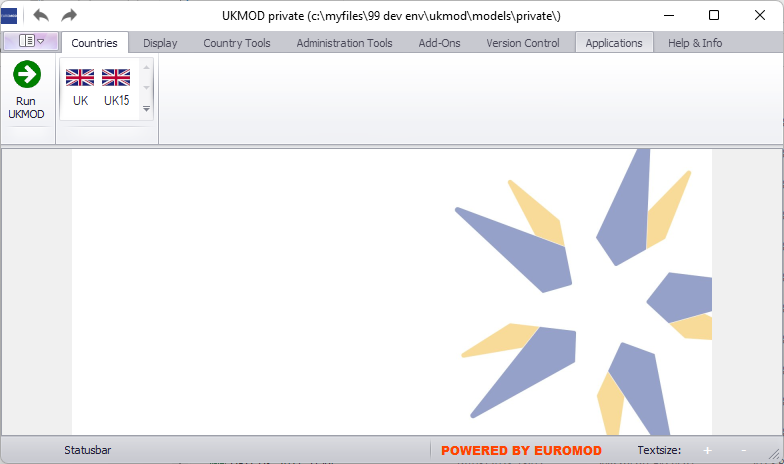 UKMOD private (c:\myfiles\99 dev env\ukmod\models\private\)
Countries Display Country Tools Administration Tools Add-Ons Version Control Applications Help & Info
Run
UKMOD
UK UK15
Statusbar POWERED BY EUROMOD Textsize: + -